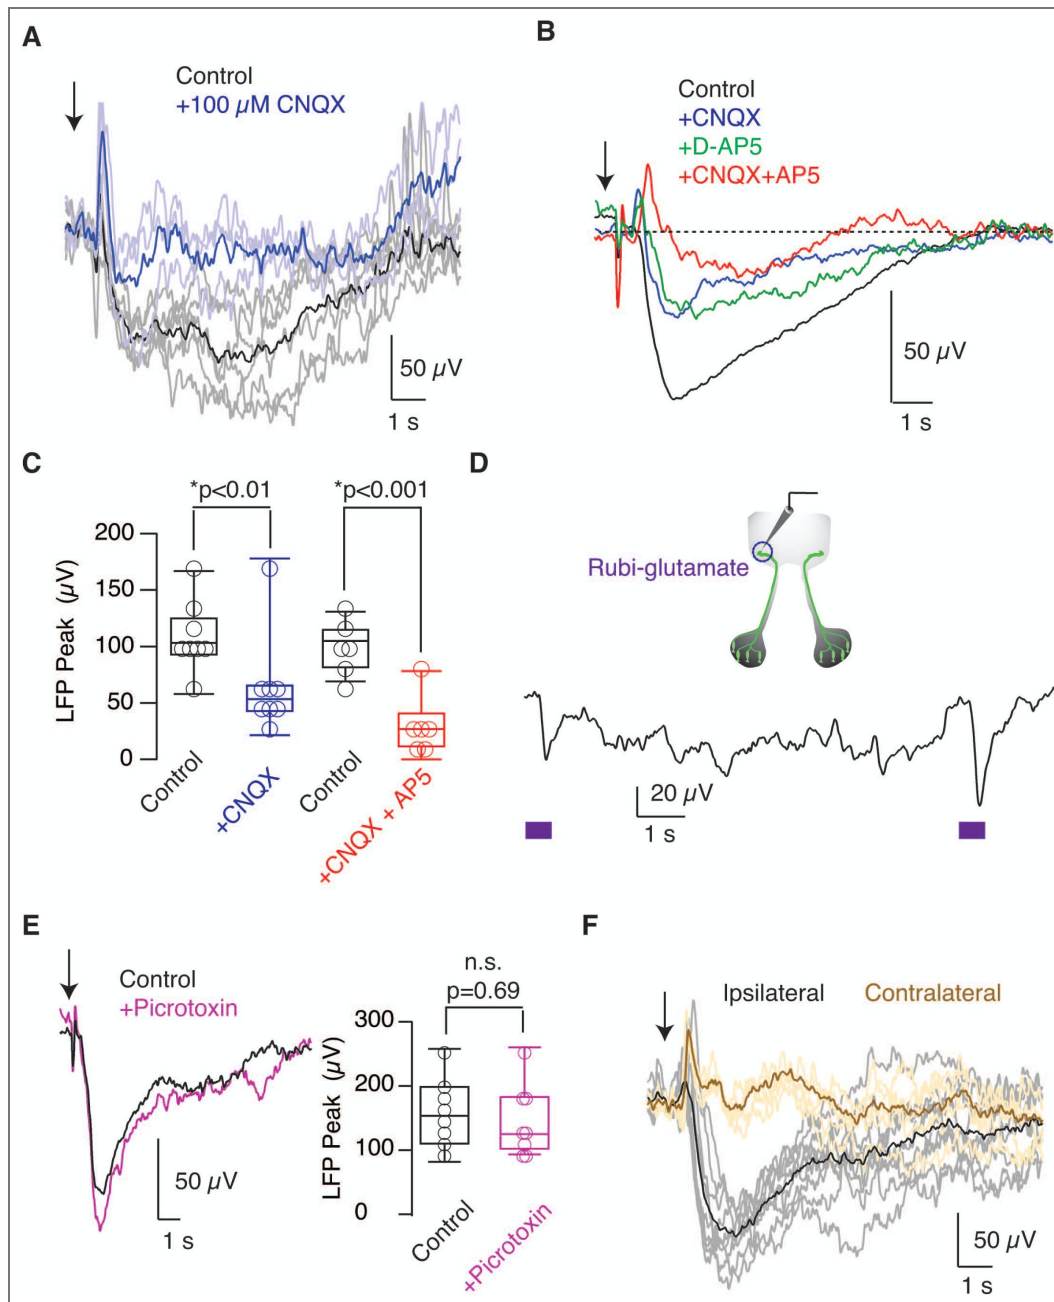 A
Control
+100 µM CNQX
50 µV
1 s
B
Control
+CNQX
+D-AP5
+CNQX+AP5
50 µV
1 s
C
*p<0.01
*p<0.001
LFP Peak (µV)
200
150
100
50
0
Control
+CNQX
Control
+CNQX + AP5
D
Rubi-glutamate
20 µV
1 s
E
Control
+Picrotoxin
50 µV
1 s
n.s.
p=0.69
LFP Peak (µV)
300
200
100
0
Control
+Picrotoxin
F
Ipsilateral
Contralateral
50 µV
1 s